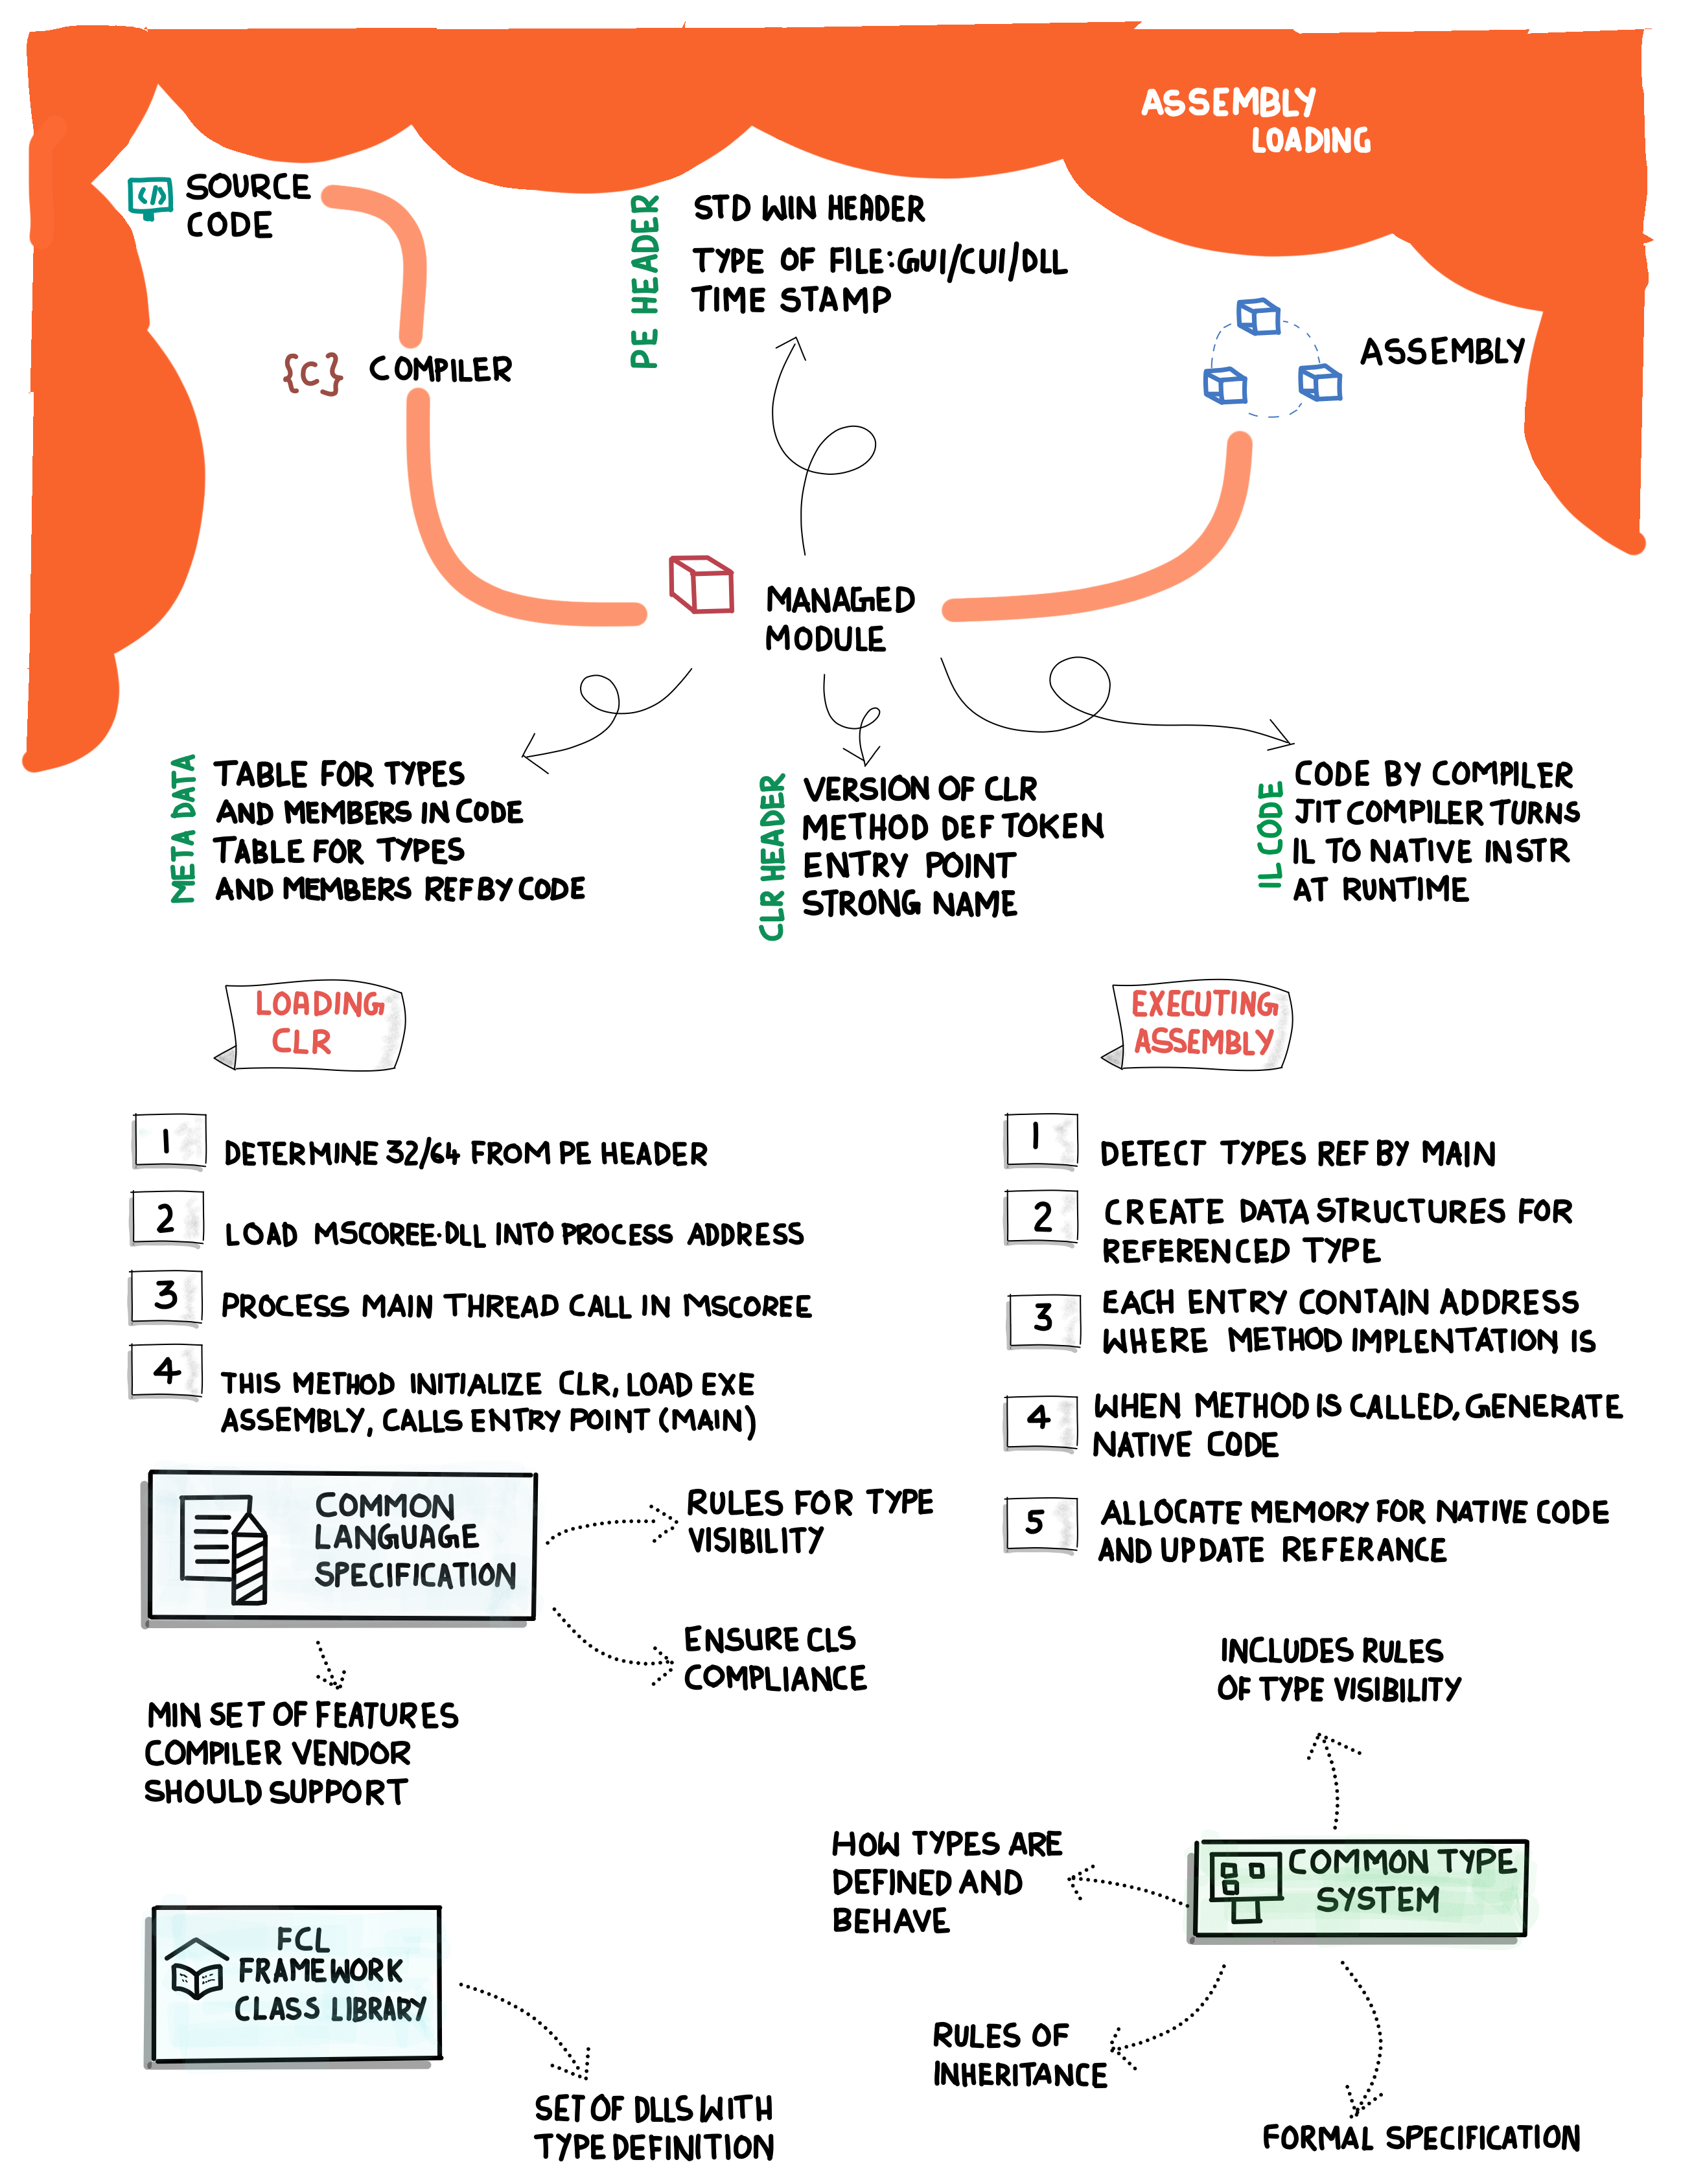 ASSEMBLY
LOADING
SOURCE
CODE
COMPILER
{C}
</>
PE HEADER
STD WIN HEADER
TYPE OF FILE:GUI/CUI/DLL
TIME STAMP
ASSEMBLY
MANAGED
MODULE
META DATA
TABLE FOR TYPES
AND MEMBERS IN CODE
TABLE FOR TYPES
AND MEMBERS REF BY CODE
CLR HEADER
VERSION OF CLR
METHOD DEF TOKEN
ENTRY POINT
STRONG NAME
IL CODE
CODE BY COMPILER
JIT COMPILER TURNS
IL TO NATIVE INSTR
AT RUNTIME
LOADING
CLR
1
DETERMINE 32/64 FROM PE HEADER
2
LOAD MSCOREE.DLL INTO PROCESS ADDRESS
3
PROCESS MAIN THREAD CALL IN MSCOREE
4
THIS METHOD INITIALIZE CLR, LOAD EXE
ASSEMBLY, CALLS ENTRY POINT (MAIN)
EXECUTING
ASSEMBLY
1
DETECT TYPES REF BY MAIN
2
CREATE DATA STRUCTURES FOR
REFERENCED TYPE
3
EACH ENTRY CONTAIN ADDRESS
WHERE METHOD IMPLENTATION IS
4
WHEN METHOD IS CALLED, GENERATE
NATIVE CODE
5
ALLOCATE MEMORY FOR NATIVE CODE
AND UPDATE REFERANCE
COMMON
LANGUAGE
SPECIFICATION
RULES FOR TYPE
VISIBILITY
ENSURE CLS
COMPLIANCE
MIN SET OF FEATURES
COMPILER VENDOR
SHOULD SUPPORT
INCLUDES RULES
OF TYPE VISIBILITY
HOW TYPES ARE
DEFINED AND
BEHAVE
COMMON TYPE
SYSTEM
RULES OF
INHERITANCE
FORMAL SPECIFICATION
FCL
FRAMEWORK
CLASS LIBRARY
SET OF DLLS WITH
TYPE DEFINITION